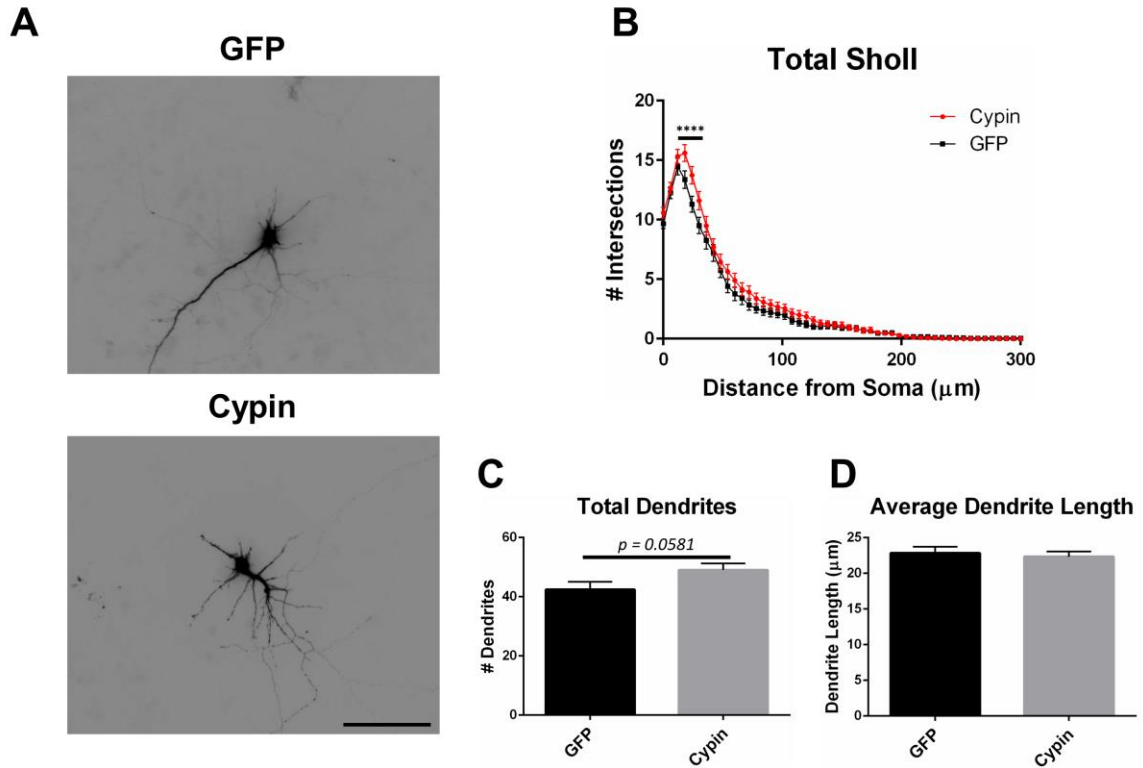 A
GFP
Cypin
B
Total Sholl
# Intersections
20
15
10
5
0
****
Cypin
GFP
0 100 200 300
Distance from Soma (μm)
C
Total Dendrites
# Dendrites
60
40
20
0
p = 0.0581
GFP Cypin
D
Average Dendrite Length
Dendrite Length (μm)
25
20
15
10
5
0
GFP Cypin